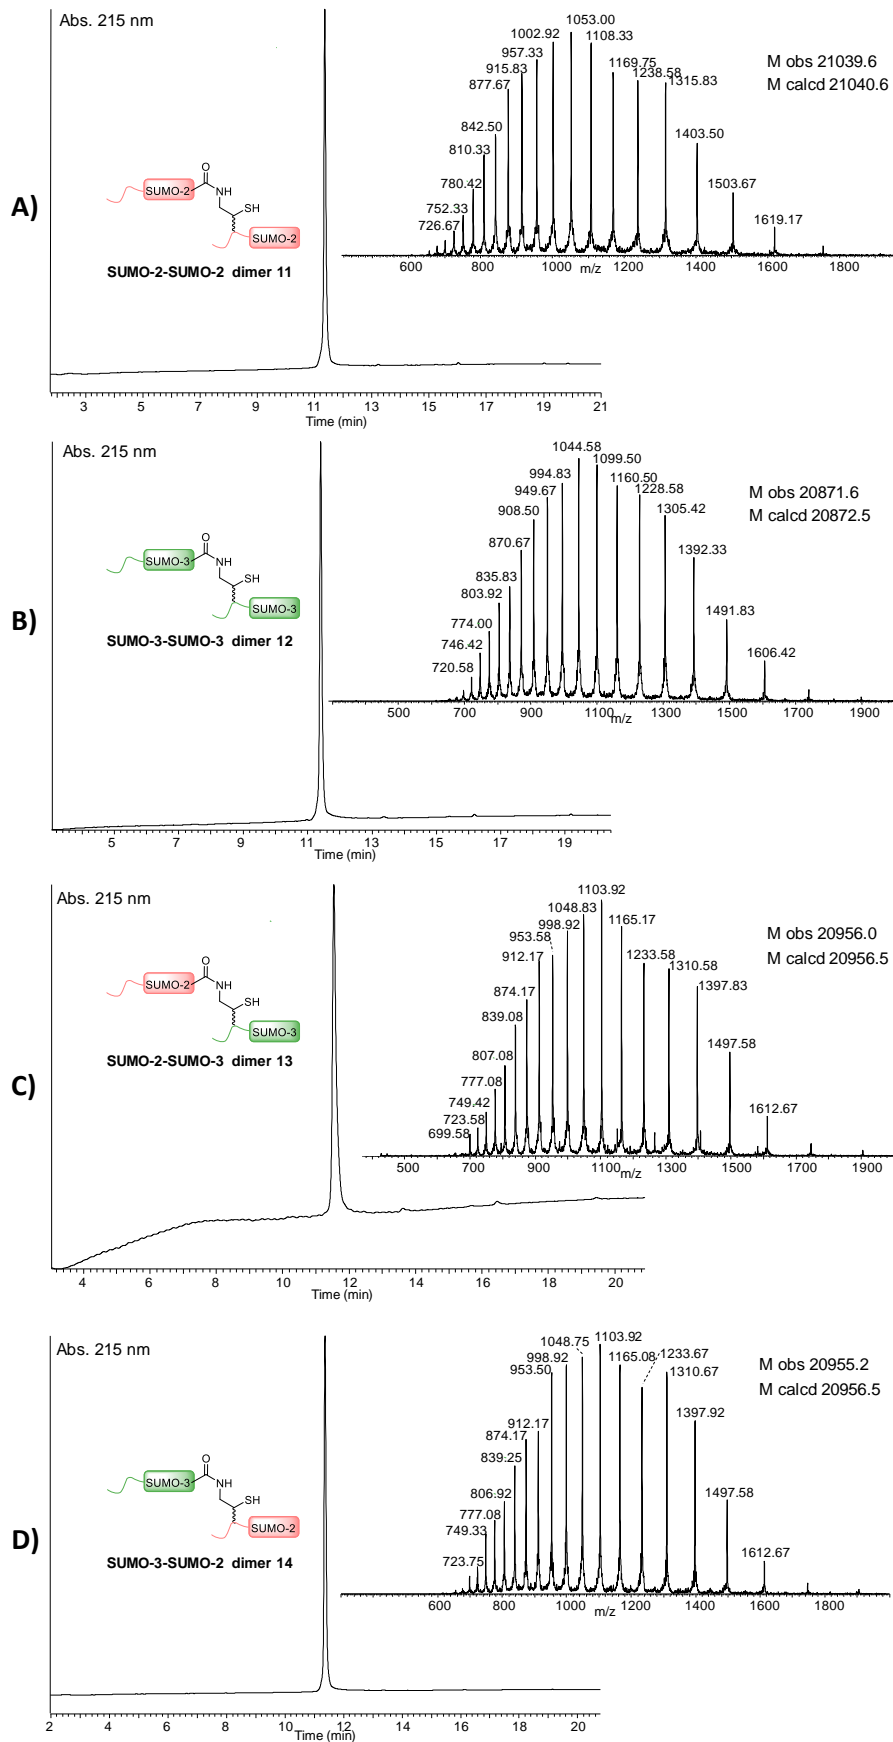 A)
Abs. 215 nm
M obs 21039.6
M calcd 21040.6
SUMO-2
O
NH
SH
SUMO-2
SUMO-2-SUMO-2 dimer 11
726.67
752.33
780.42
810.33
842.50
877.67
915.83
957.33
1002.92
1053.00
1108.33
1169.75
1238.58
1315.83
1403.50
1503.67
1619.17
600 800 1000 1200 1400 1600 1800
m/z
3 5 7 9 11 13 15 17 19 21
Time (min)
B)
Abs. 215 nm
M obs 20871.6
M calcd 20872.5
SUMO-3
O
NH
SH
SUMO-3
SUMO-3-SUMO-3 dimer 12
720.58
746.42
774.00
803.92
835.83
870.67
908.50
949.67
994.83
1044.58
1099.50
1160.50
1228.58
1305.42
1392.33
1491.83
1606.42
500 700 900 1100 1300 1500 1700 1900
m/z
5 7 9 11 13 15 17 19
Time (min)
C)
Abs. 215 nm
M obs 20956.0
M calcd 20956.5
SUMO-2
O
NH
SH
SUMO-3
SUMO-2-SUMO-3 dimer 13
699.58
723.58
749.42
777.08
807.08
839.08
874.17
912.17
953.58
998.92
1048.83
1103.92
1165.17
1233.58
1310.58
1397.83
1497.58
1612.67
500 700 900 1100 1300 1500 1700 1900
m/z
4 6 8 10 12 14 16 18 20
Time (min)
D)
Abs. 215 nm
M obs 20955.2
M calcd 20956.5
SUMO-3
O
NH
SH
SUMO-2
SUMO-3-SUMO-2 dimer 14
723.75
749.33
777.08
806.92
839.25
874.17
912.17
953.50
998.92
1048.75
1103.92
1165.08
1233.67
1310.67
1397.92
1497.58
1612.67
600 800 1000 1200 1400 1600 1800
m/z
2 4 6 8 10 12 14 16 18 20
Time (min)